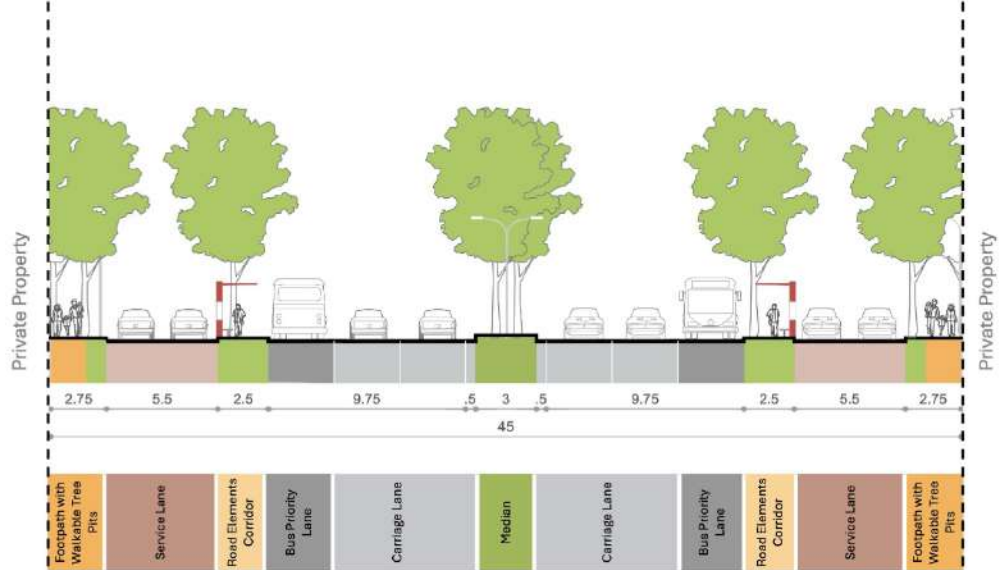 Private Property
Private Property
2.75
5.5
2.5
9.75
.5
3
.5
9.75
2.5
5.5
2.75
45
Footpath with
Walkable Tree
Pits
Service Lane
Road Elements
Corridor
Bus Priority
Lane
Carriage Lane
Median
Carriage Lane
Bus Priority
Lane
Road Elements
Corridor
Service Lane
Footpath with
Walkable Tree
Pits